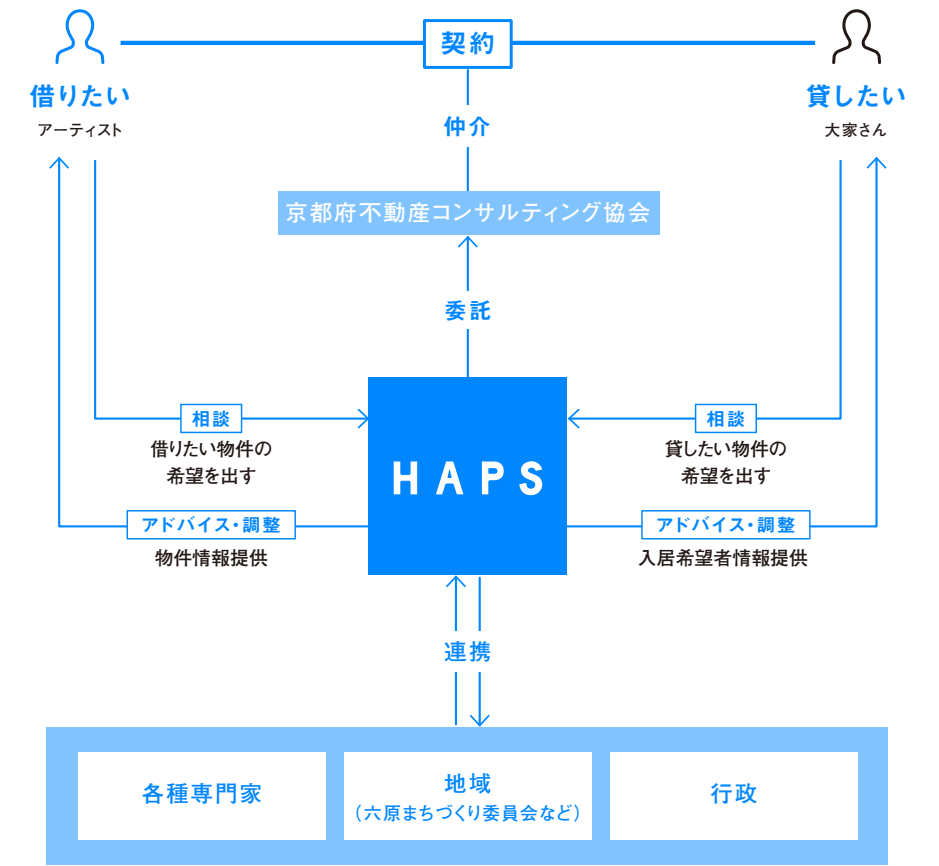 契約
借りたい
アーティスト
貸したい
大家さん
仲介
京都府不動産コンサルティング協会
委託
相談
借りたい物件の
希望を出す
HAPS
相談
貸したい物件の
希望を出す
アドバイス・調整
物件情報提供
アドバイス・調整
入居希望者情報提供
連携
各種専門家
地域
（六原まちづくり委員会など）
行政